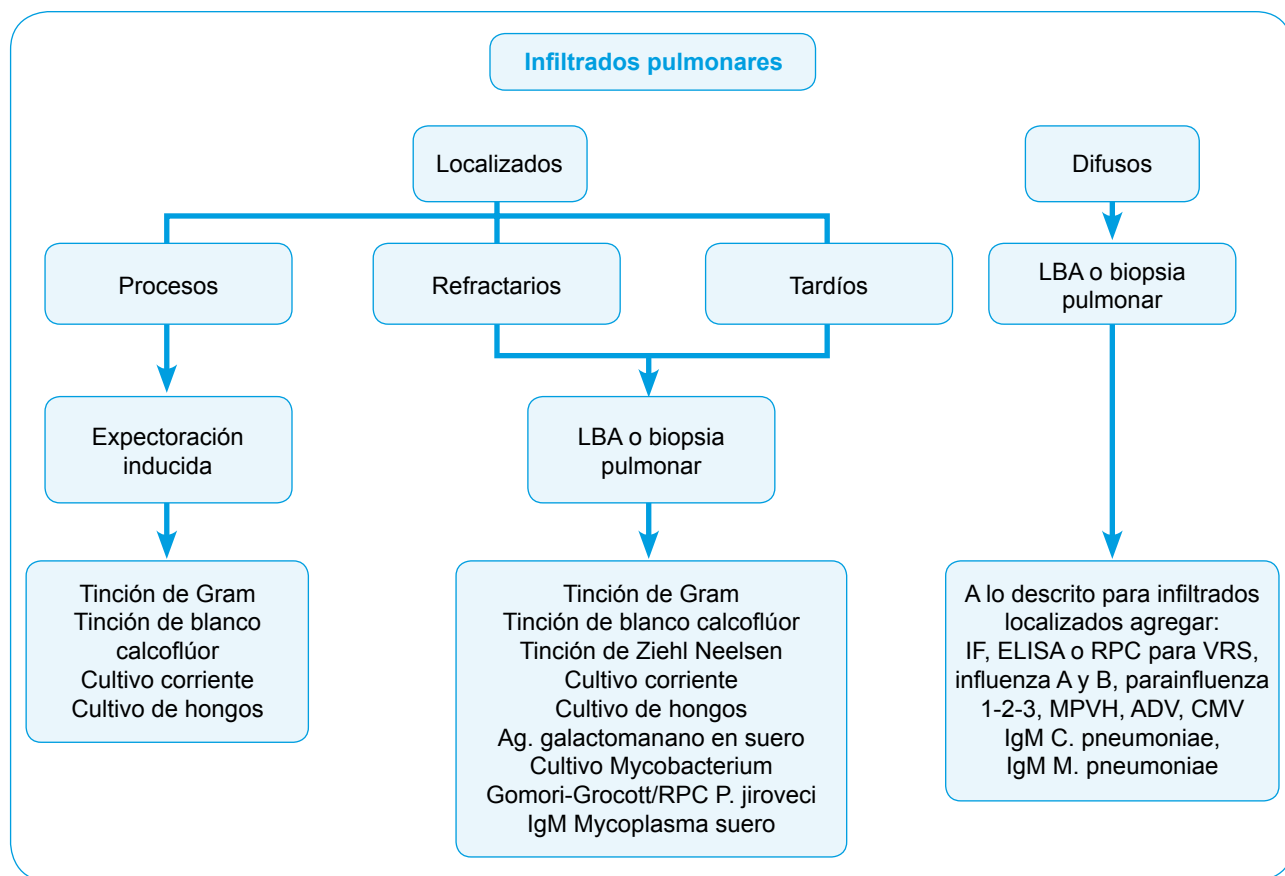 Infiltrados pulmonares
Localizados
Difusos
Procesos
Refractarios
Tardíos
LBA o biopsia
pulmonar
Expectoración
inducida
LBA o biopsia
pulmonar
Tinción de Gram
Tinción de blanco
calcoflúor
Cultivo corriente
Cultivo de hongos
Tinción de Gram
Tinción de blanco calcoflúor
Tinción de Ziehl Neelsen
Cultivo corriente
Cultivo de hongos
Ag. galactomanano en suero
Cultivo Mycobacterium
Gomori-Grocott/RPC P. jiroveci
IgM Mycoplasma suero
A lo descrito para infiltrados
localizados agregar:
IF, ELISA o RPC para VRS,
influenza A y B, parainfluenza
1-2-3, MPVH, ADV, CMV
IgM C. pneumoniae,
IgM M. pneumoniae